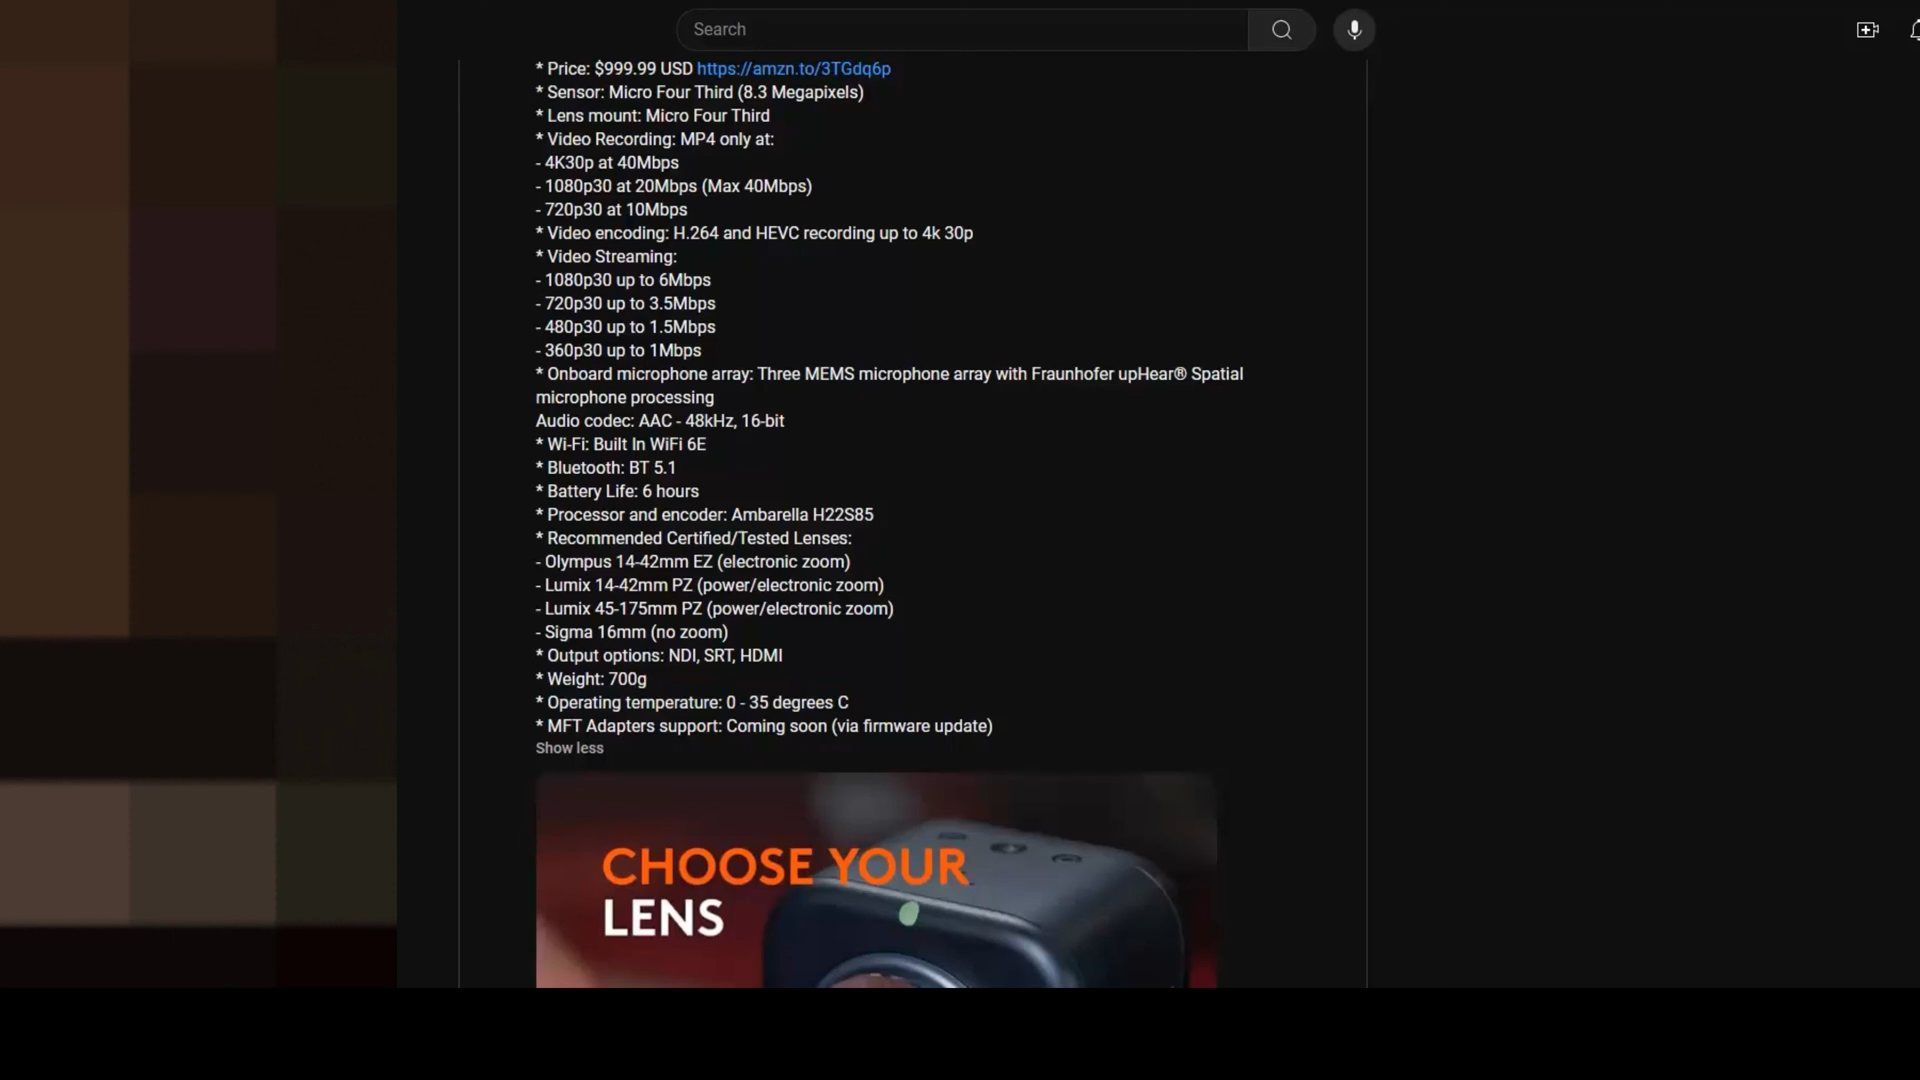 Search
* Price: $999.99 USD https://amzn.to/3TGdq6p
* Sensor: Micro Four Third (8.3 Megapixels)
* Lens mount: Micro Four Third
* Video Recording: MP4 only at:
- 4K30p at 40Mbps
- 1080p30 at 20Mbps (Max 40Mbps)
- 720p30 at 10Mbps
* Video encoding: H.264 and HEVC recording up to 4k 30p
* Video Streaming:
- 1080p30 up to 6Mbps
- 720p30 up to 3.5Mbps
- 480p30 up to 1.5Mbps
- 360p30 up to 1Mbps
* Onboard microphone array: Three MEMS microphone array with Fraunhofer upHear® Spatial
microphone processing
Audio codec: AAC - 48kHz, 16-bit
* Wi-Fi: Built In WiFi 6E
* Bluetooth: BT 5.1
* Battery Life: 6 hours
* Processor and encoder: Ambarella H22S85
* Recommended Certified/Tested Lenses:
- Olympus 14-42mm EZ (electronic zoom)
- Lumix 14-42mm PZ (power/electronic zoom)
- Lumix 45-175mm PZ (power/electronic zoom)
- Sigma 16mm (no zoom)
* Output options: NDI, SRT, HDMI
* Weight: 700g
* Operating temperature: 0 - 35 degrees C
* MFT Adapters support: Coming soon (via firmware update)
Show less
CHOOSE YOUR
LENS